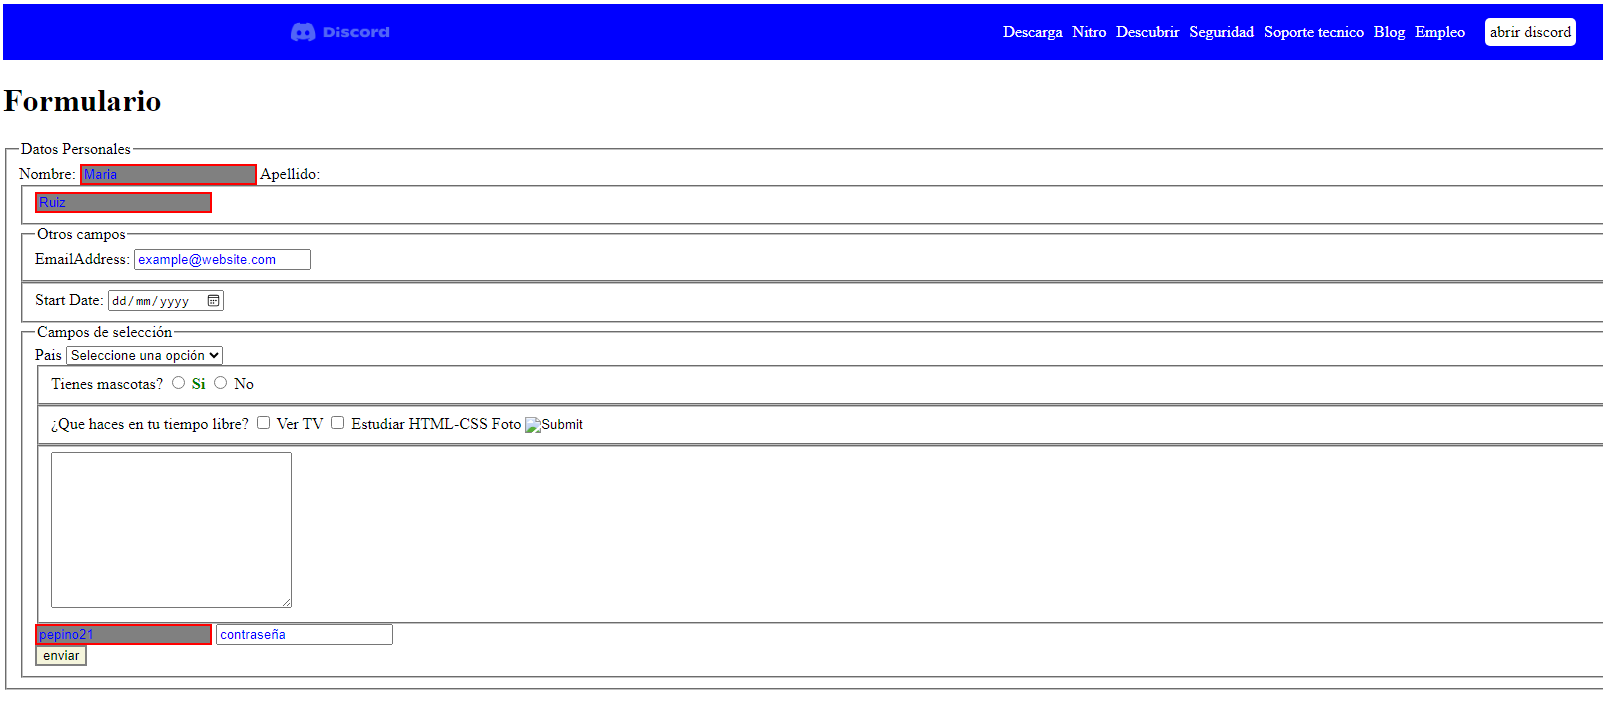 Discord Descarga Nitro Descubrir Seguridad Soporte tecnico Blog Empleo abrir discord
Formulario
Datos Personales
Nombre: Maria Apellido:
Ruiz
Otros campos
EmailAddress: example@website.com
Start Date: dd/mm/yyyy
Campos de selección
Pais Seleccione una opción
Tienes mascotas? Si No
¿Que haces en tu tiempo libre? Ver TV Estudiar HTML-CSS Foto Submit
pepino21 contraseña
enviar